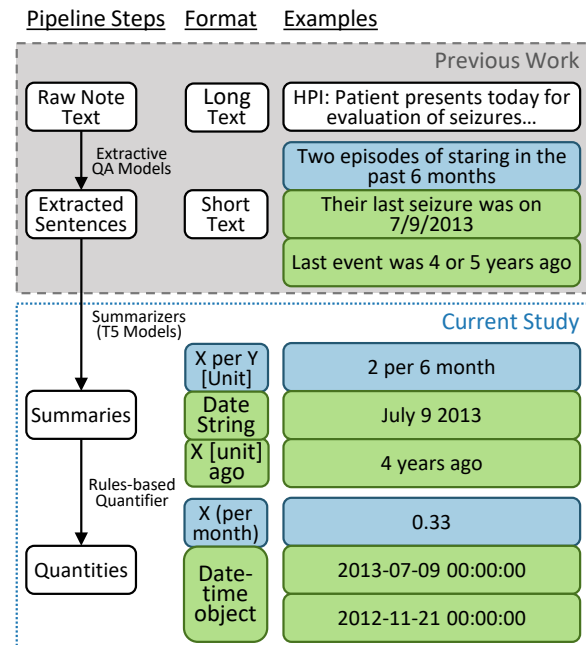 Pipeline Steps Format Examples
Previous Work
Raw Note
Text
Long
Text
HPI: Patient presents today for
evaluation of seizures...
Extractive
QA Models
Two episodes of staring in the
past 6 months
Extracted
Sentences
Short
Text
Their last seizure was on
7/9/2013
Last event was 4 or 5 years ago
Current Study
Summarizers
(T5 Models)
X per Y
[Unit]
2 per 6 month
Summaries
Date
String
July 9 2013
X [unit]
ago
4 years ago
Rules-based
Quantifier
X (per
month)
0.33
Quantities
Date-
time
object
2013-07-09 00:00:00
2012-11-21 00:00:00